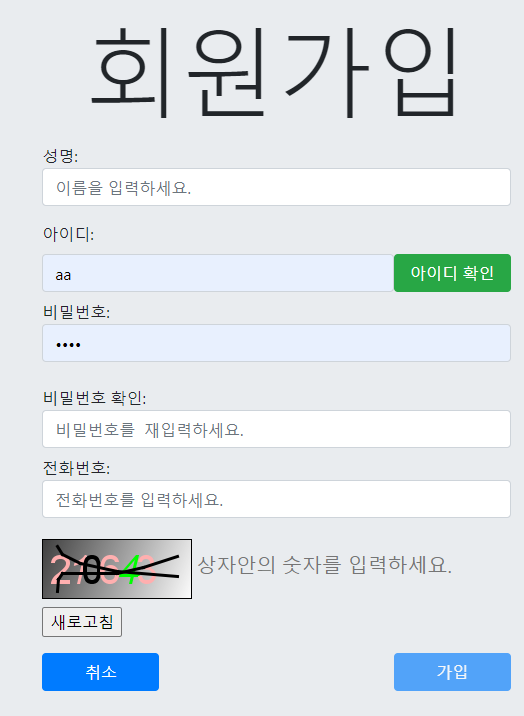 회원가입
성명:
이름을 입력하세요.
아이디:
aa
아이디 확인
비밀번호:
••••
비밀번호 확인:
비밀번호를  재입력하세요.
전화번호:
전화번호를 입력하세요.
상자안의 숫자를 입력하세요.
새로고침
취소
가입